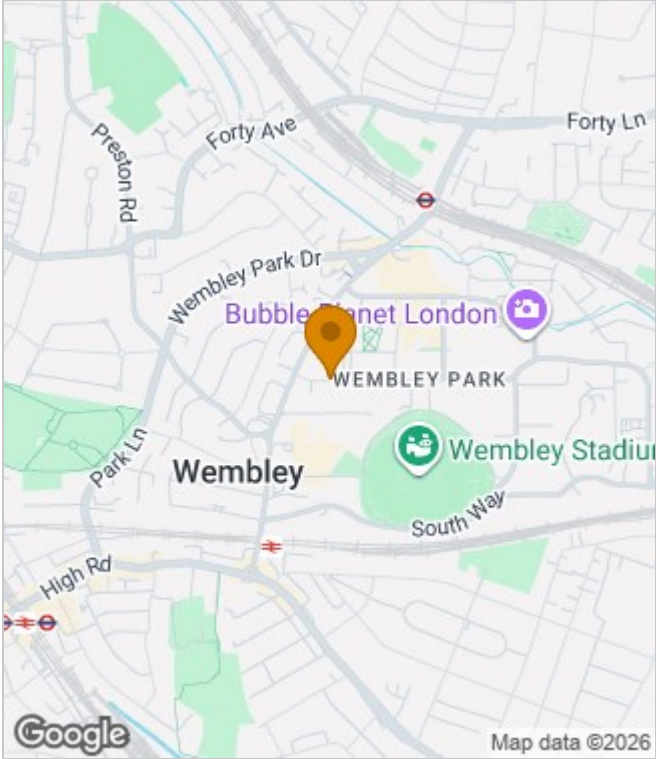 Forty Ave
Forty Ln
Preston Rd
Wembley Park Dr
Bubble Planet London
WEMBLEY PARK
Wembley Stadiu
Park Ln
Wembley
South Way
High Rd
Google
Map data ©2026